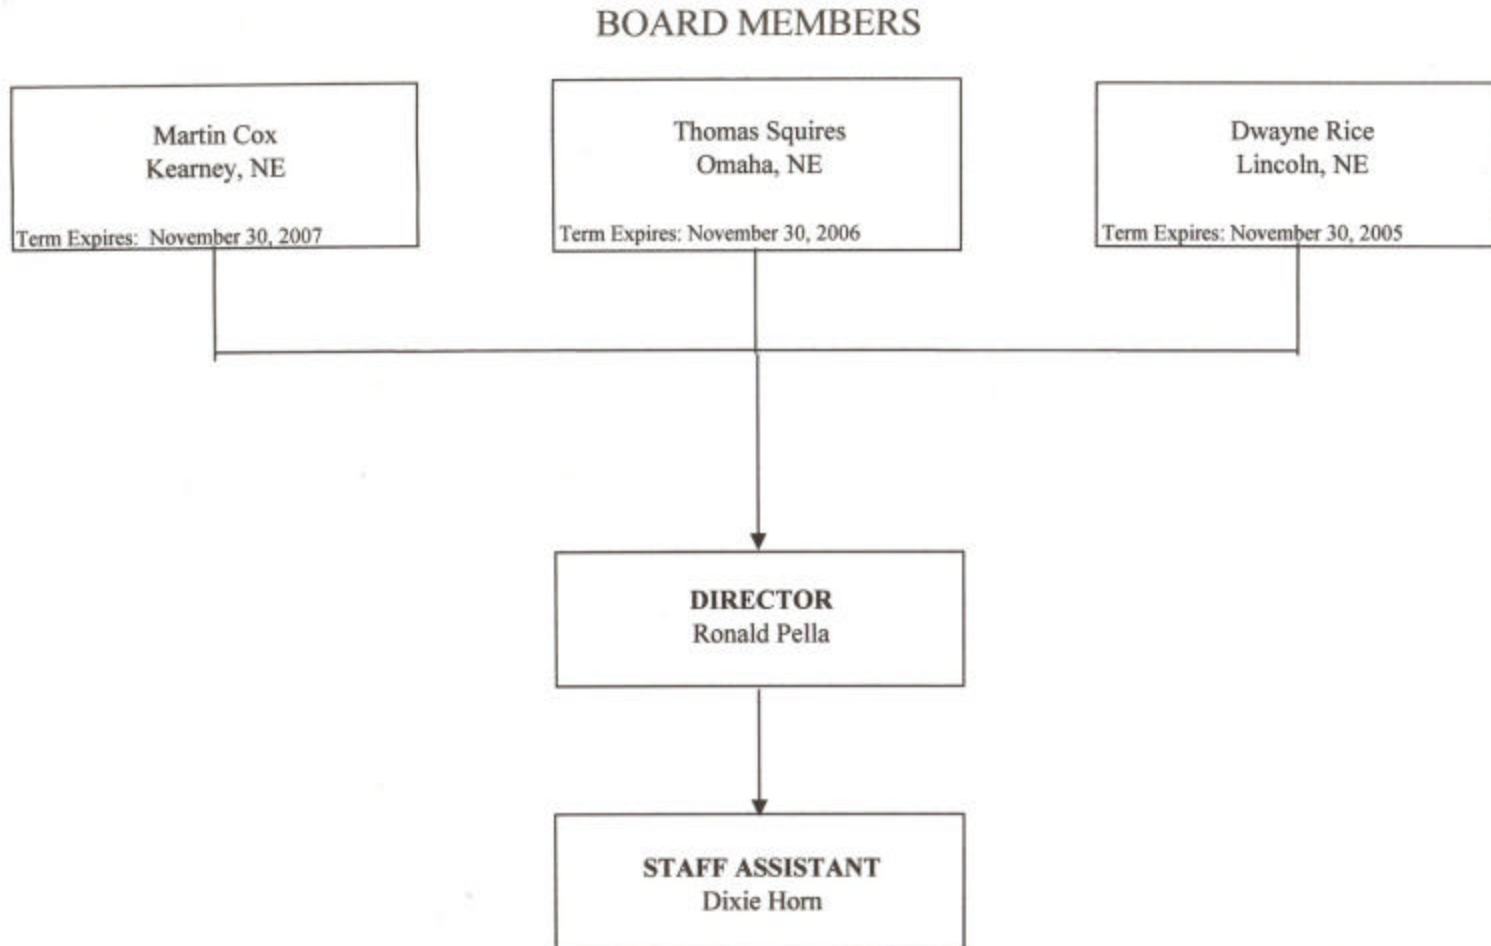 BOARD MEMBERS
Martin Cox
Kearney, NE
Term Expires: November 30, 2007
Thomas Squires
Omaha, NE
Term Expires: November 30, 2006
Dwayne Rice
Lincoln, NE
Term Expires: November 30, 2005
DIRECTOR
Ronald Pella
STAFF ASSISTANT
Dixie Horn